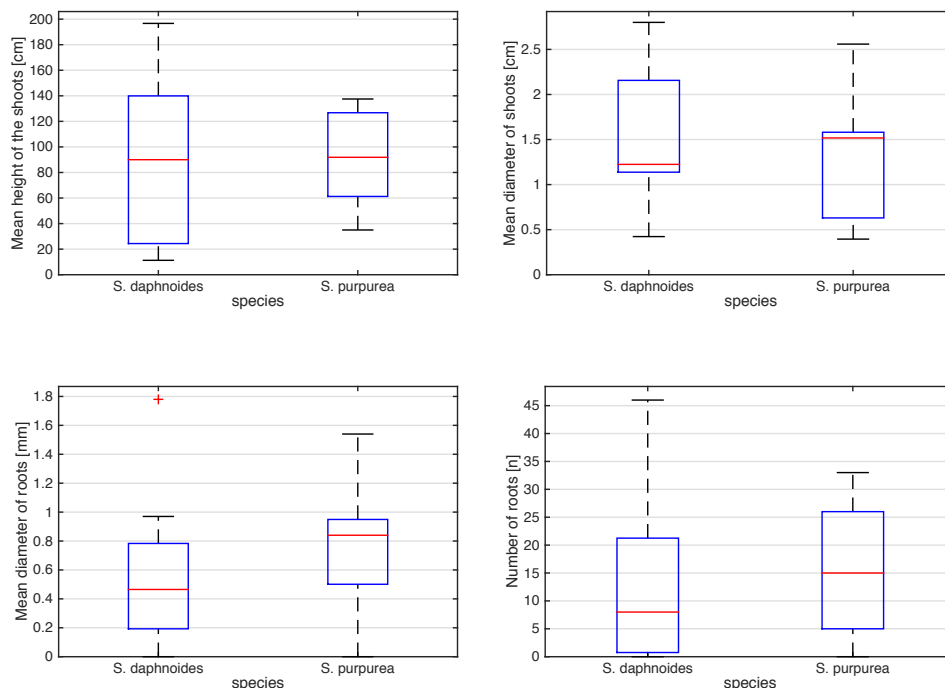 Mean height of the shoots [cm]
200
180
160
140
120
100
80
60
40
20
0
S. daphnoides
S. purpurea
species
Mean diameter of shoots [cm]
2.5
2
1.5
1
0.5
0
S. daphnoides
S. purpurea
species
Mean diameter of roots [mm]
1.8
1.6
1.4
1.2
1
0.8
0.6
0.4
0.2
0
S. daphnoides
S. purpurea
species
Number of roots [n]
45
40
35
30
25
20
15
10
5
0
S. daphnoides
S. purpurea
species